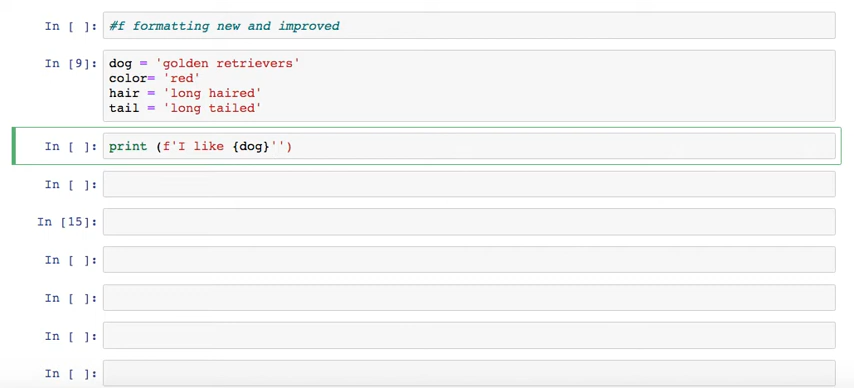 In [ ]: #f formatting new and improved
In [9]: dog = 'golden retrievers'
color= 'red'
hair = 'long haired'
tail = 'long tailed'
In [ ]: print (f'I like {dog}'')
In [ ]:
In [15]:
In [ ]:
In [ ]:
In [ ]:
In [ ]: